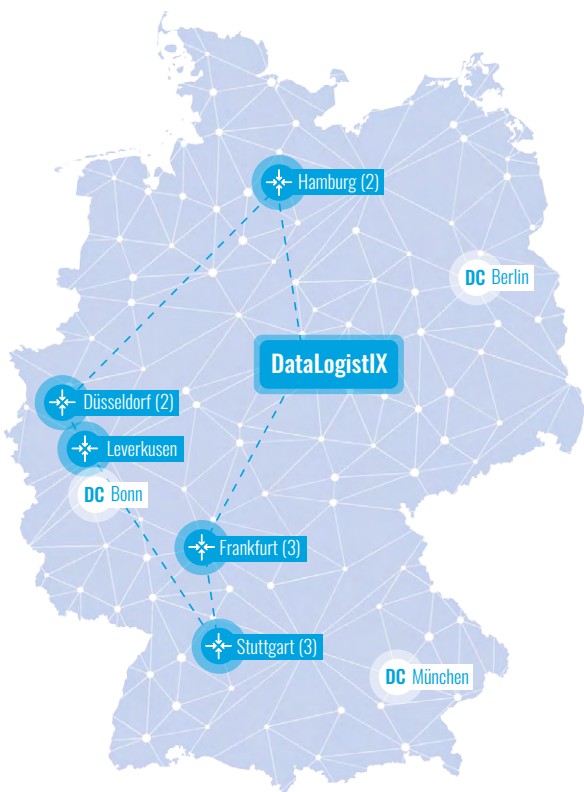 Hamburg (2)
DC Berlin
DataLogistIX
Düsseldorf (2)
Leverkusen
DC Bonn
Frankfurt (3)
Stuttgart (3)
DC München